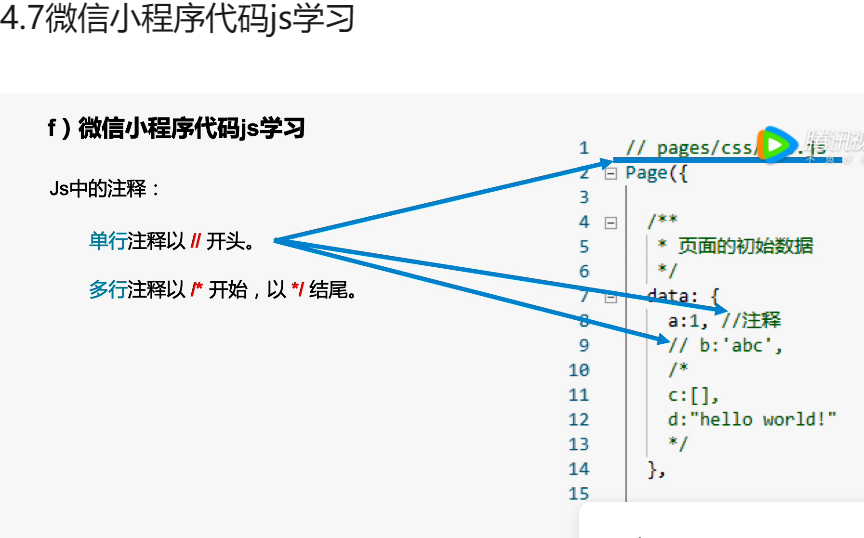 4.7微信小程序代码js学习
f）微信小程序代码js学习
Js中的注释：
单行注释以 // 开头。
多行注释以 /* 开始，以 */ 结尾。
1 // pages/css/ .js
2 Page({
3
4 /**
5 * 页面的初始数据
6 */
7 data: {
8 a:1, //注释
9 // b:'abc',
10 /*
11 c:[],
12 d:"hello world!"
13 */
14 },
15
腾讯视